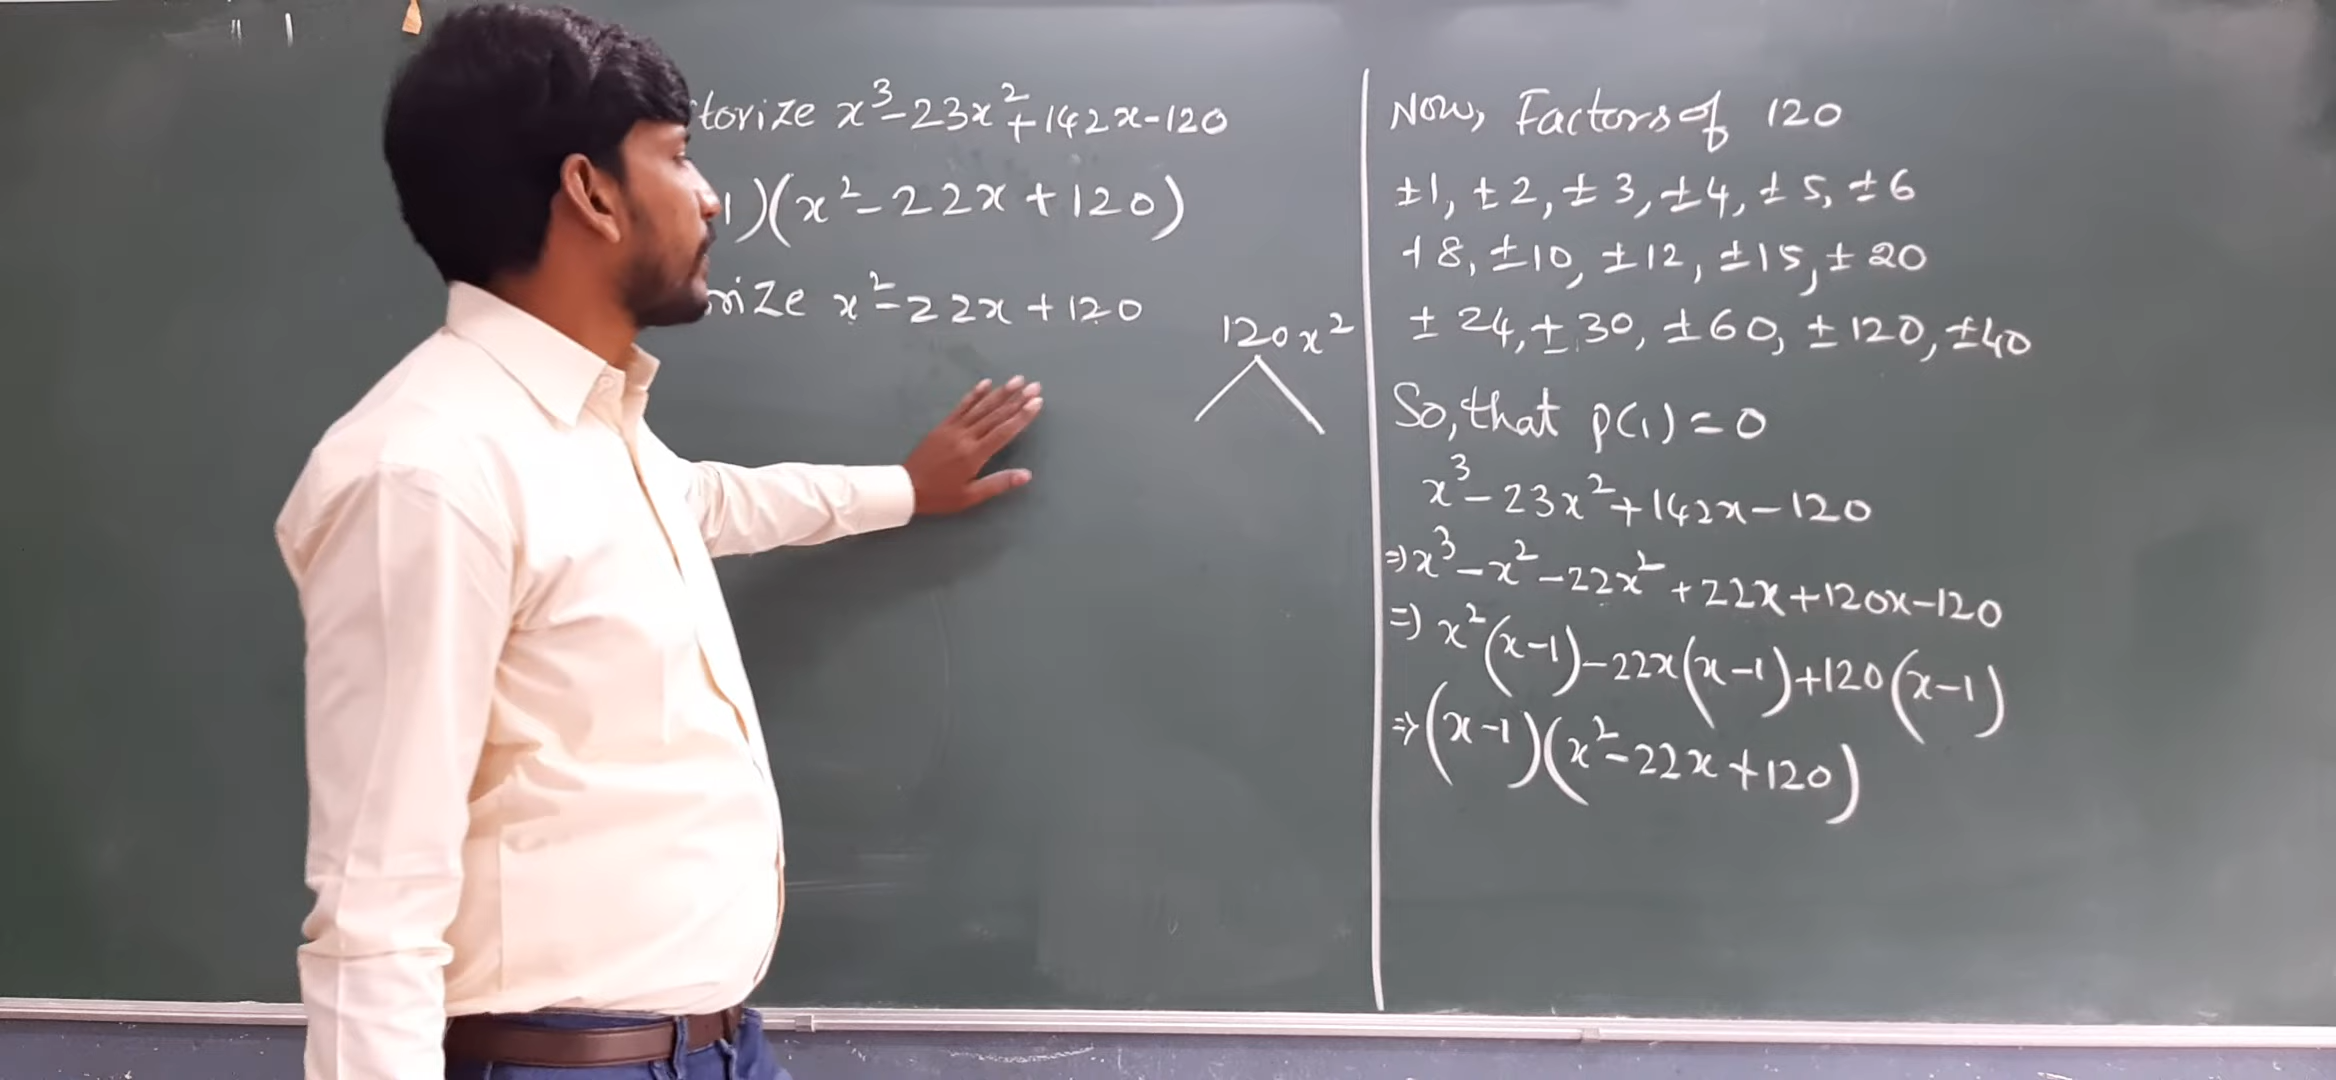 torize x³-23x²+142x-120
1)(x²-22x+120)
rize x²-22x+120
120x²
Now, Factors of 120
±1, ±2, ±3, ±4, ±5, ±6
+8, ±10, ±12, ±15, ±20
±24, ±30, ±60, ±120, ±40
So, that p(1)=0
x³-23x²+142x-120
⇒x³-x²-22x²+22x+120x-120
⇒x²(x-1)-22x(x-1)+120(x-1)
⇒(x-1)(x²-22x+120)